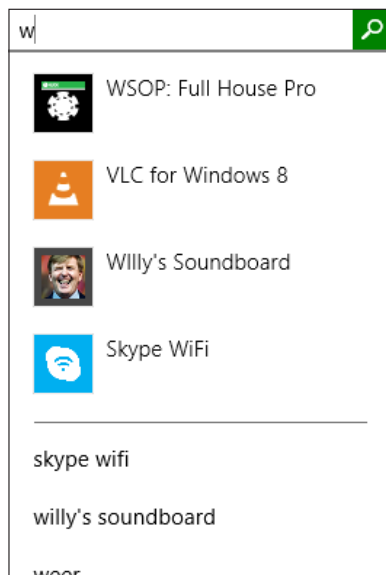 w
WSOP: Full House Pro
VLC for Windows 8
WIlly's Soundboard
Skype WiFi
skype wifi
willy's soundboard